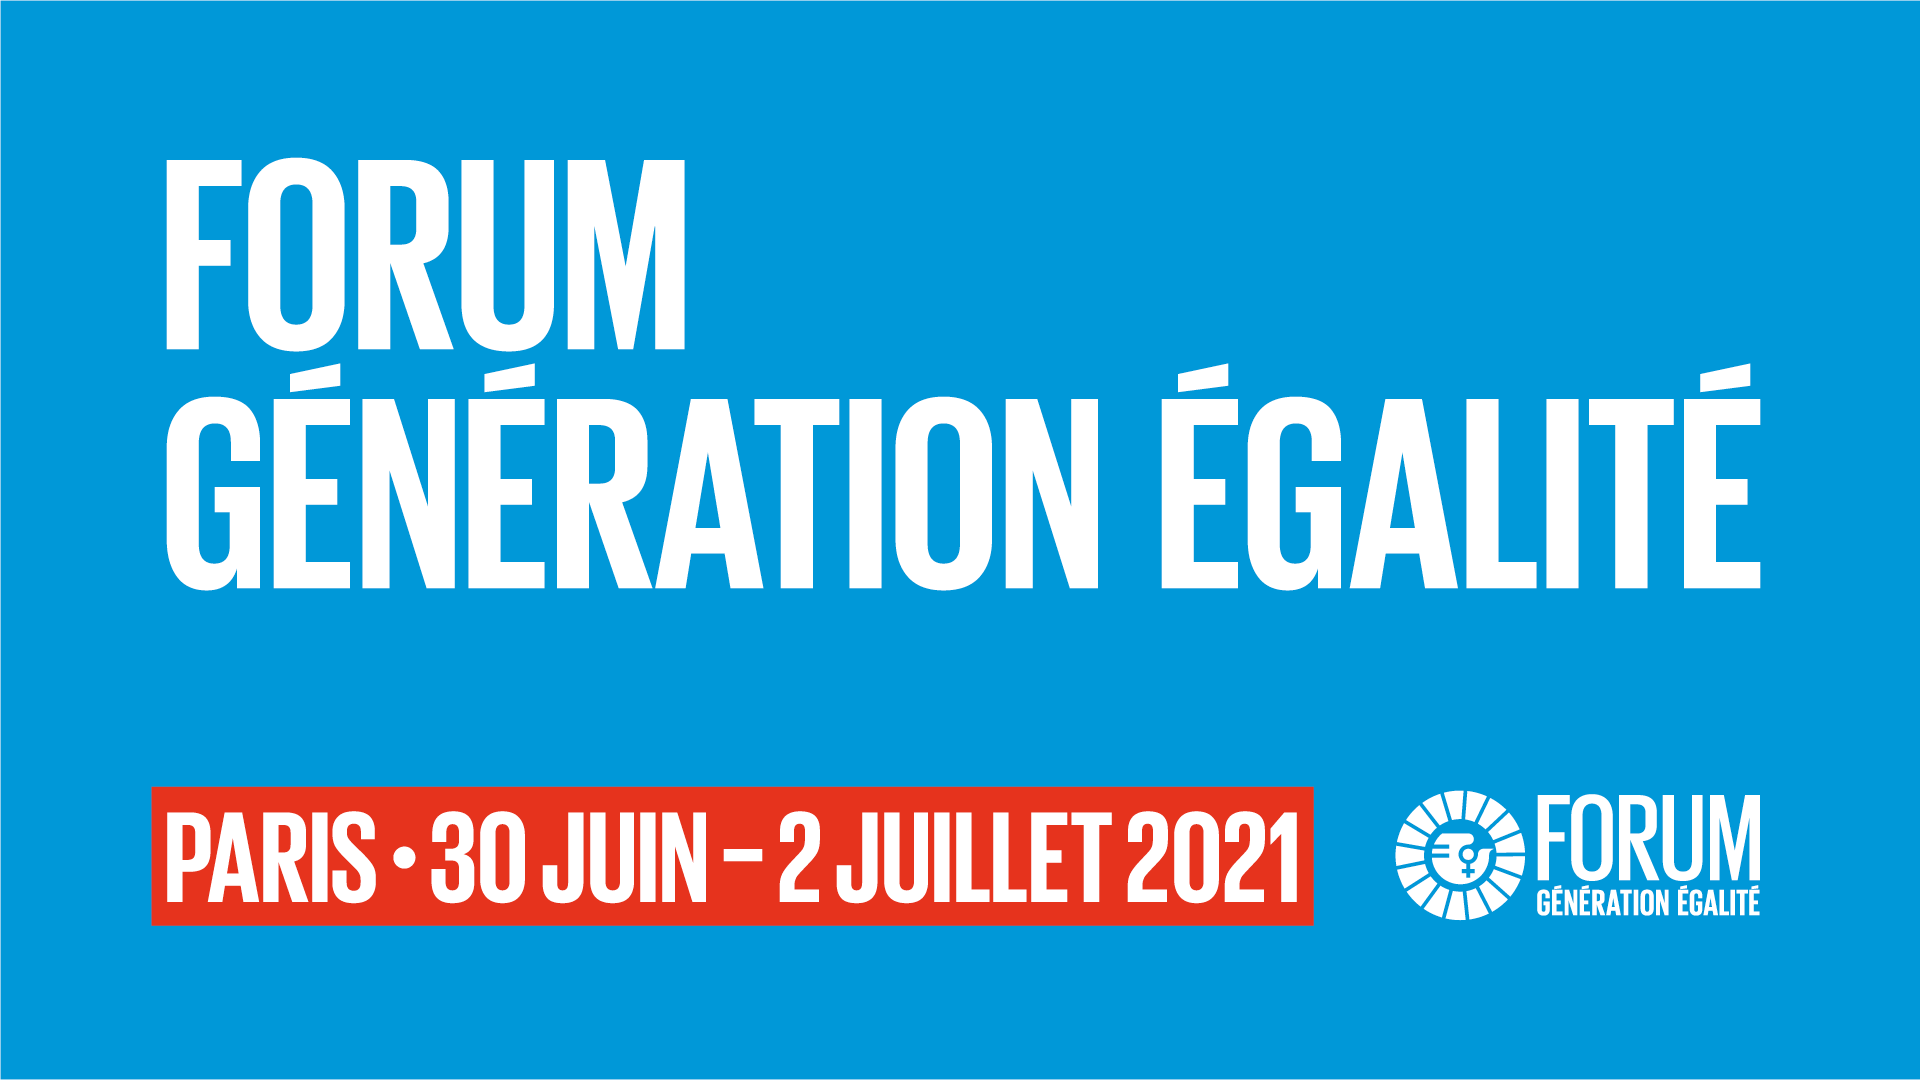 FORUM
GÉNÉRATION ÉGALITÉ
PARIS • 30 JUIN – 2 JUILLET 2021
FORUM
GÉNÉRATION ÉGALITÉ